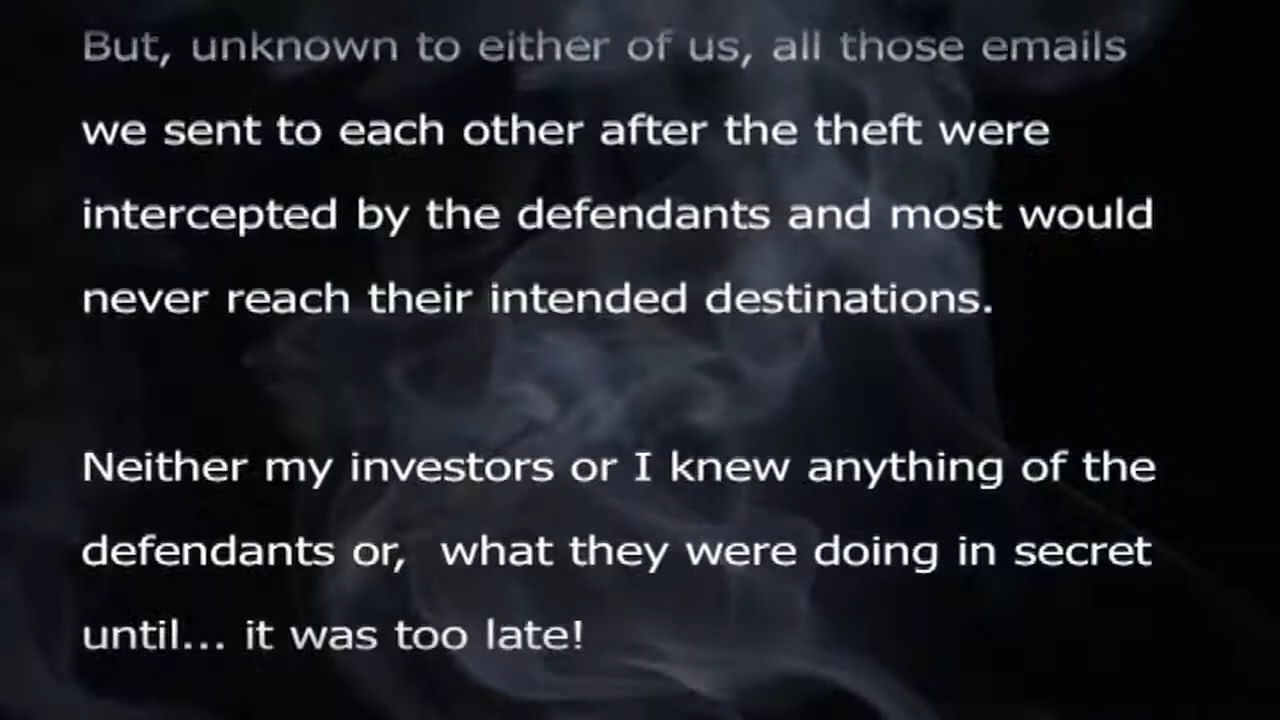 But, unknown to either of us, all those emails
we sent to each other after the theft were
intercepted by the defendants and most would
never reach their intended destinations.
Neither my investors or I knew anything of the
defendants or,  what they were doing in secret
until... it was too late!